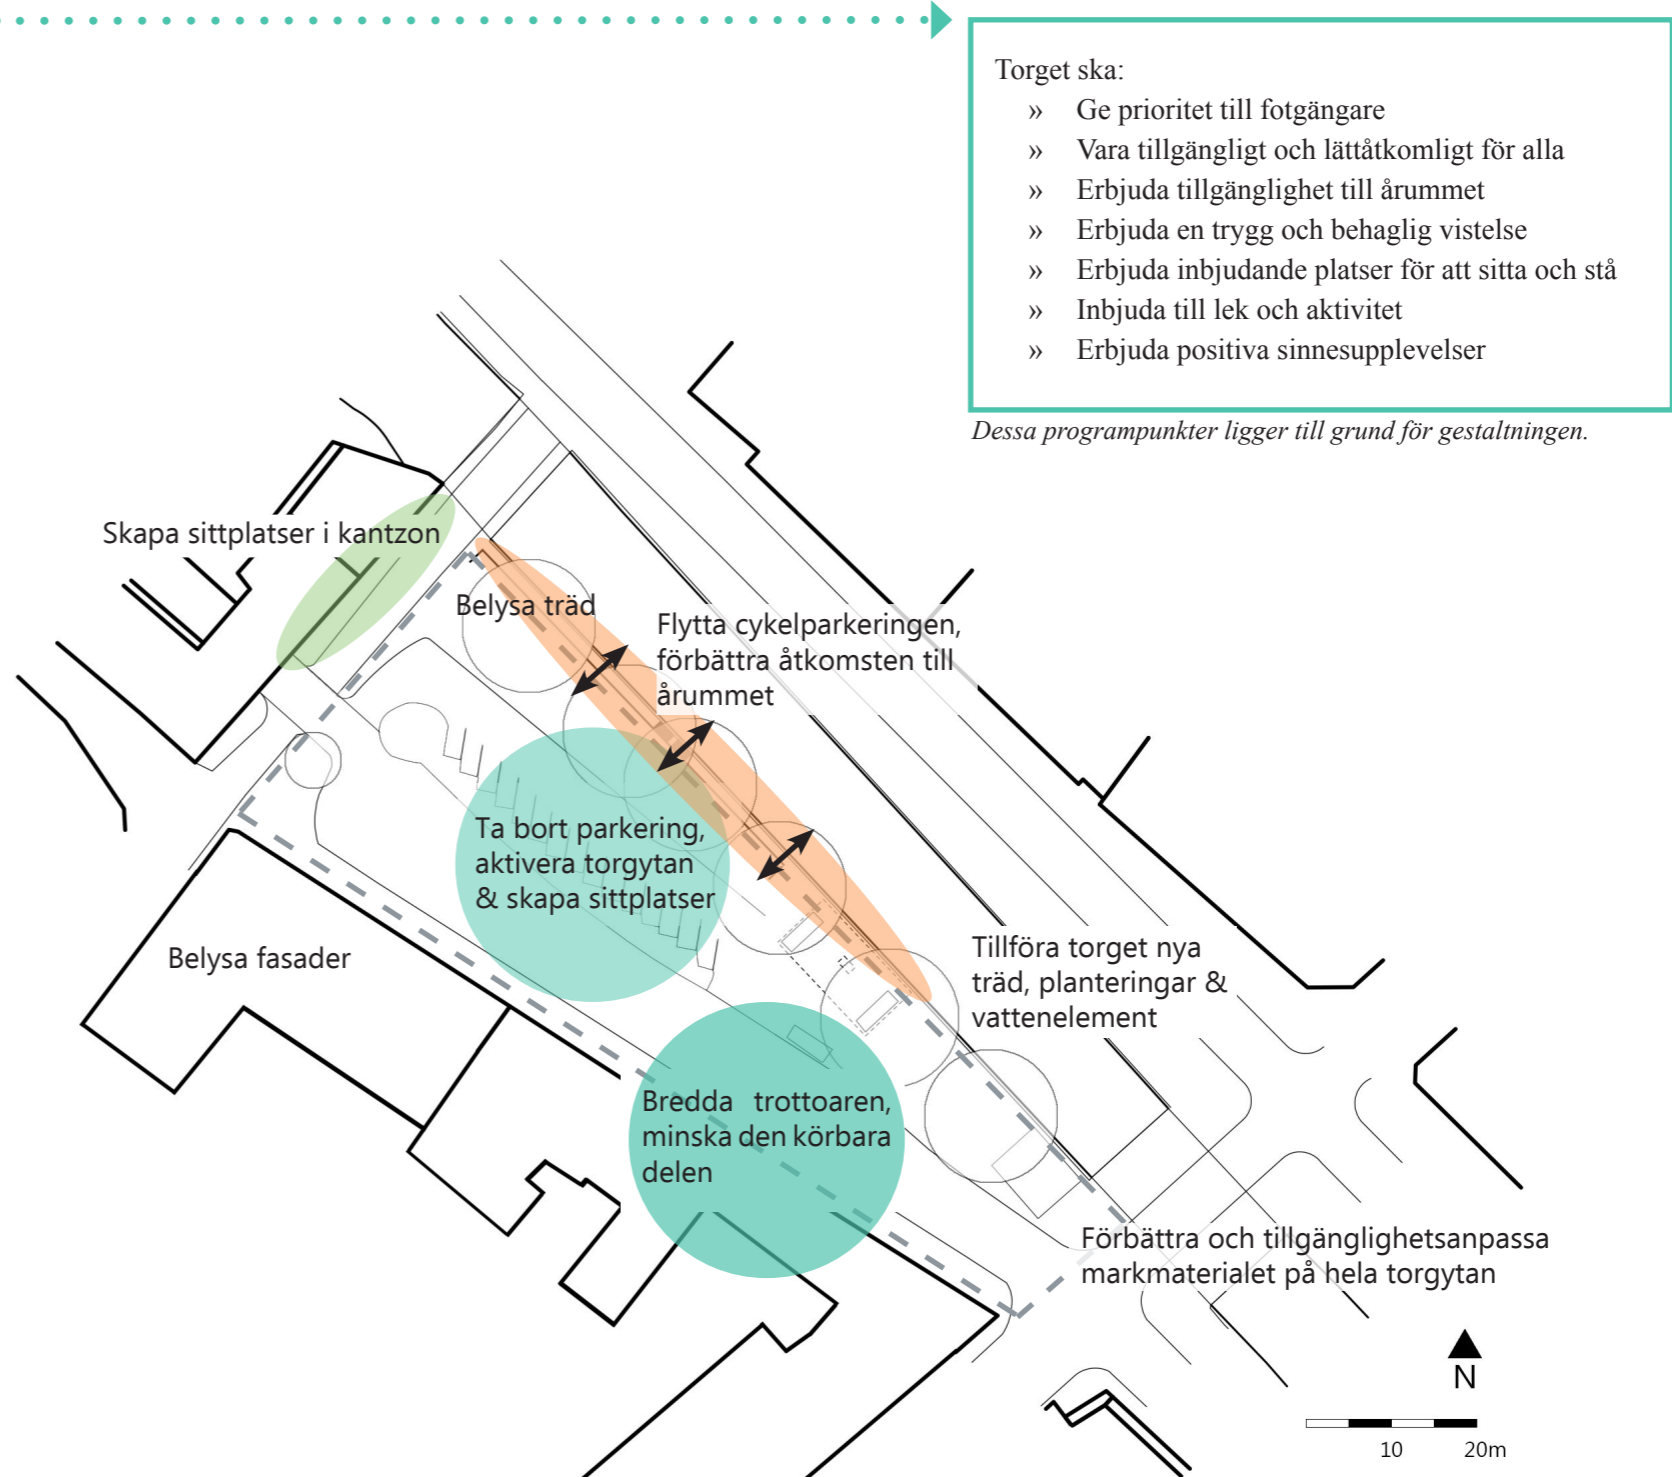 Torget ska:
» Ge prioritet till fotgängare
» Vara tillgängligt och lättåtkomligt för alla
» Erbjuda tillgänglighet till årummet
» Erbjuda en trygg och behaglig vistelse
» Erbjuda inbjudande platser för att sitta och stå
» Inbjuda till lek och aktivitet
» Erbjuda positiva sinnesupplevelser
Dessa programpunkter ligger till grund för gestaltningen.
Skapa sittplatser i kantzon
Belysa träd
Flytta cykelparkeringen,
förbättra åtkomsten till
årummet
Ta bort parkering,
aktivera torgytan
& skapa sittplatser
Belysa fasader
Tillföra torget nya
träd, planteringar &
vattenelement
Bredda trottoaren,
minska den körbara
delen
Förbättra och tillgänglighetsanpassa
markmaterialet på hela torgytan
N
10 20m